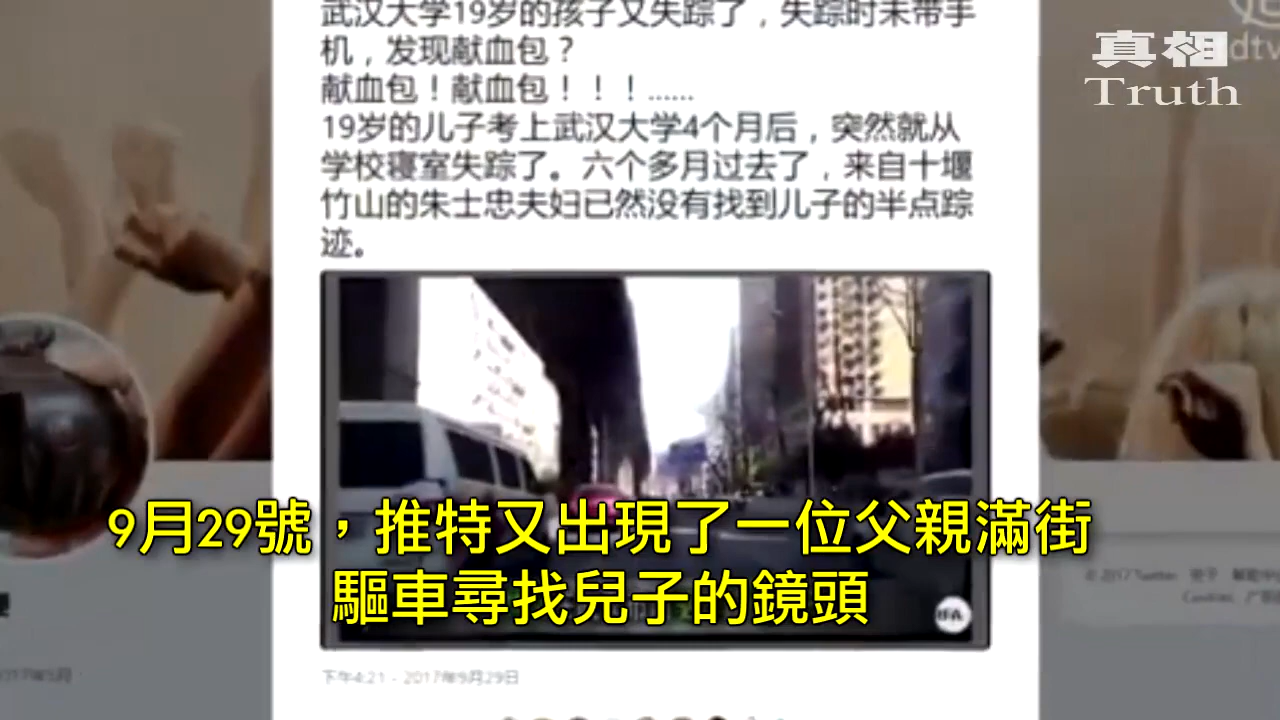 武汉大学19岁的孩子又失踪了，失踪时未带手
机，发现献血包？
献血包！献血包！！！......
19岁的儿子考上武汉大学4个月后，突然就从
学校寝室失踪了。六个多月过去了，来自十堰
竹山的朱士忠夫妇已然没有找到儿子的半点踪
迹。
真相
Truth
9月29號，推特又出現了一位父親滿街
驅車尋找兒子的鏡頭
下午4:21 - 2017年9月29日